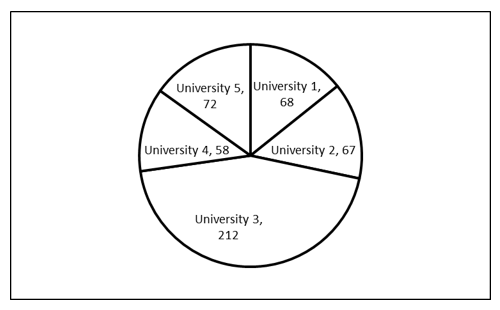 University 5,
72
University 1,
68
University 4, 58
University 2, 67
University 3,
212